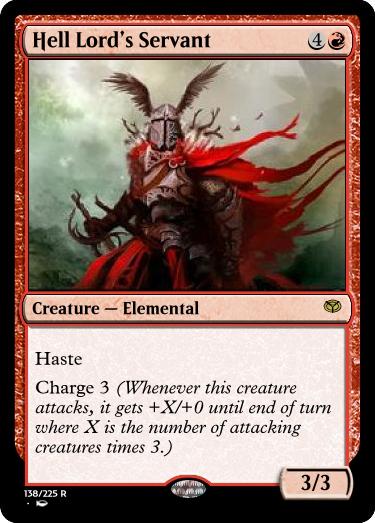 Hell Lord's Servant 4
Creature — Elemental
Haste
Charge 3 (Whenever this creature
attacks, it gets +X/+0 until end of turn
where X is the number of attacking
creatures times 3.)
3/3
138/225 R